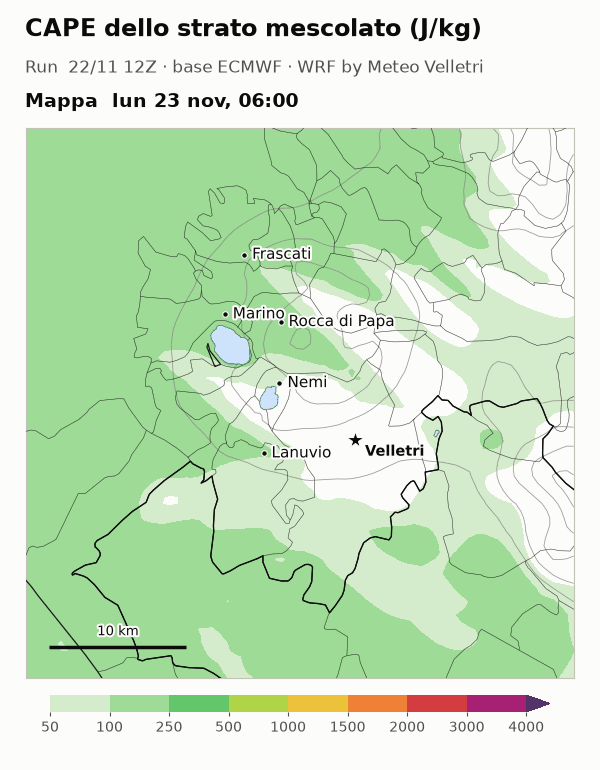 CAPE dello strato mescolato (J/kg)
Run  22/11 12Z · base ECMWF · WRF by Meteo Velletri
Mappa  lun 23 nov, 06:00
Frascati
Marino
Rocca di Papa
Nemi
Velletri
Lanuvio
10 km
50 100 250 500 1000 1500 2000 3000 4000